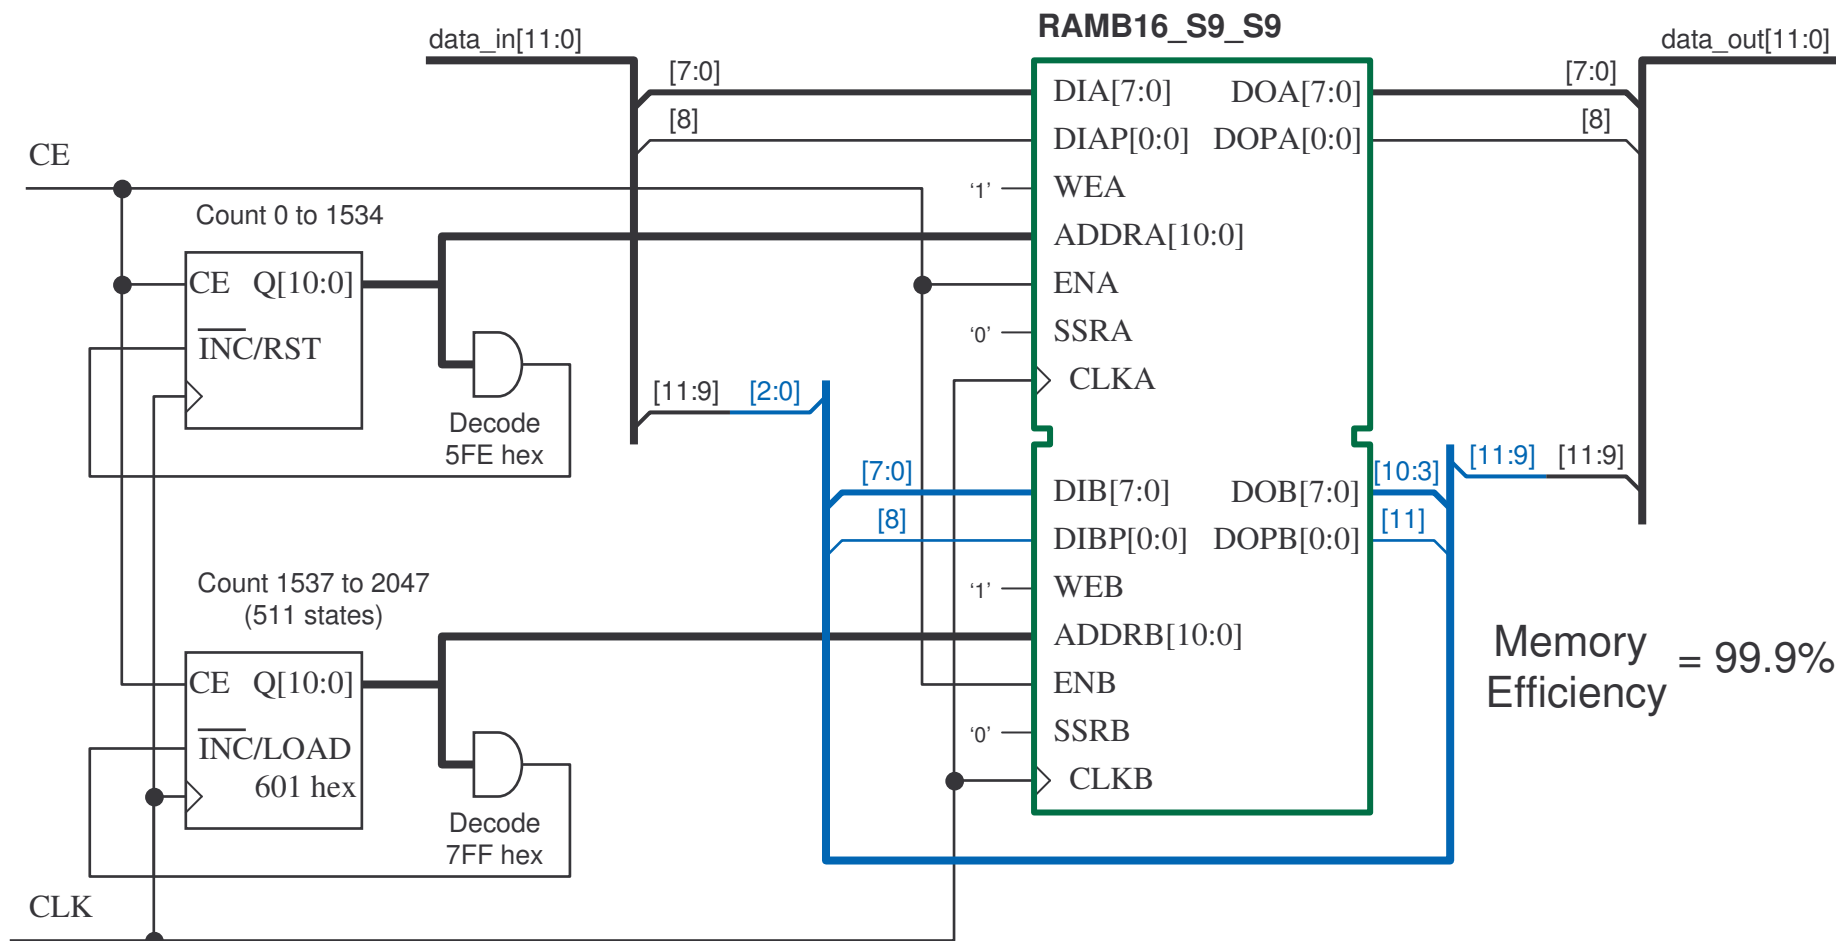 RAMB16_S9_S9
data_in[11:0]
data_out[11:0]
[7:0]
[7:0]
DIA[7:0]
DOA[7:0]
[8]
[8]
DIAP[0:0]
DOPA[0:0]
CE
‘1’
WEA
Count 0 to 1534
ADDRA[10:0]
CE
Q[10:0]
ENA
INC/RST
‘0’
SSRA
CLKA
[11:9]
[2:0]
Decode
5FE hex
[7:0]
[10:3]
[11:9]
[11:9]
DIB[7:0]
DOB[7:0]
[8]
[11]
DIBP[0:0]
DOPB[0:0]
Count 1537 to 2047
(511 states)
‘1’
WEB
ADDRB[10:0]
Memory
Efficiency
= 99.9%
CE
Q[10:0]
ENB
INC/LOAD
601 hex
‘0’
SSRB
CLKB
Decode
7FF hex
CLK